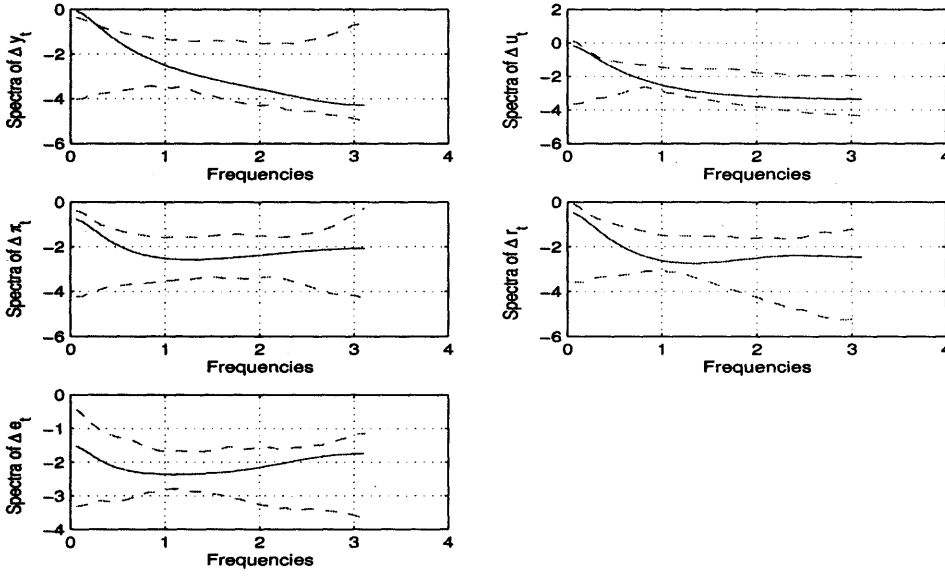 Spectra of Δ y_t
0
−2
−4
−6
0 1 2 3 4
Frequencies
Spectra of Δ u_t
2
0
−2
−4
−6
0 1 2 3 4
Frequencies
Spectra of Δ π_t
0
−2
−4
−6
0 1 2 3 4
Frequencies
Spectra of Δ r_t
0
−2
−4
−6
0 1 2 3 4
Frequencies
Spectra of Δ e_t
0
−1
−2
−3
−4
0 1 2 3 4
Frequencies